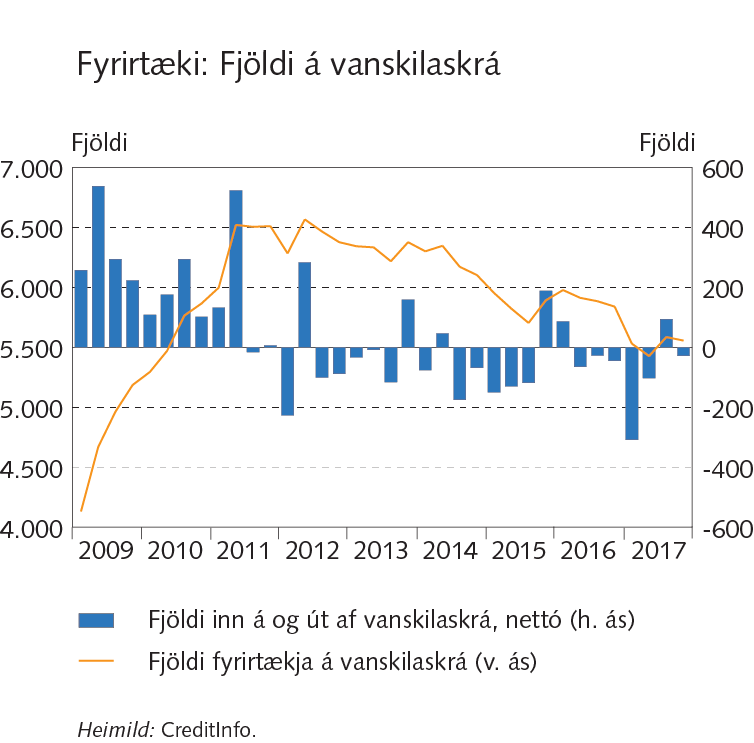 Fyrirtæki: Fjöldi á vanskilaskrá
Fjöldi Fjöldi
7.000 600
6.500 400
6.000 200
5.500 0
5.000 -200
4.500 -400
4.000 -600
2009 2010 2011 2012 2013 2014 2015 2016 2017
Fjöldi inn á og út af vanskilaskrá, nettó (h. ás)
Fjöldi fyrirtækja á vanskilaskrá (v. ás)
Heimild: CreditInfo.